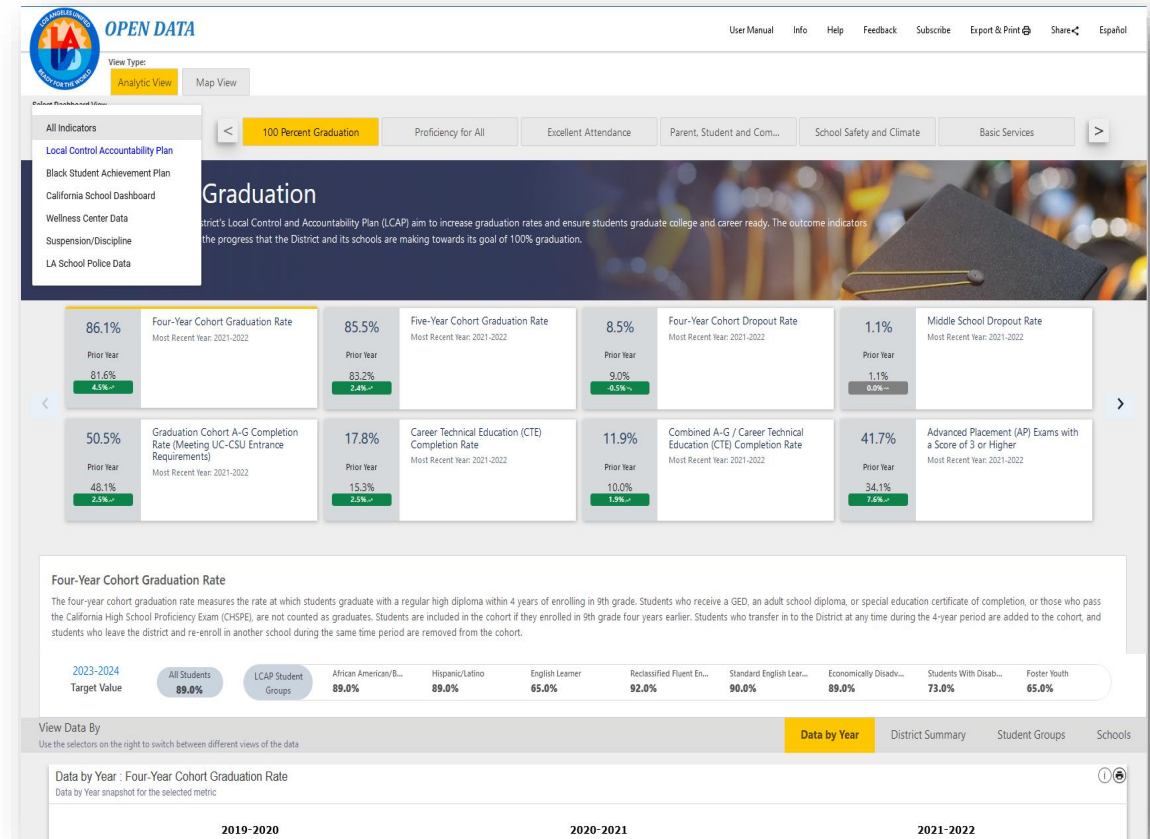 LOS ANGELES UNIFIED
READY FOR THE WORLD
OPEN DATA
User Manual Info Help Feedback Subscribe Export & Print Share Español
View Type:
Analytic View Map View
Select Dashboard View
All Indicators
Local Control Accountability Plan
Black Student Achievement Plan
California School Dashboard
Wellness Center Data
Suspension/Discipline
LA School Police Data
< 100 Percent Graduation Proficiency for All Excellent Attendance Parent, Student and Com... School Safety and Climate Basic Services >
Graduation
strict's Local Control and Accountability Plan (LCAP) aim to increase graduation rates and ensure students graduate college and career ready. The outcome indicators
the progress that the District and its schools are making towards its goal of 100% graduation.
86.1%
Prior Year
81.6%
4.5%
Four-Year Cohort Graduation Rate
Most Recent Year: 2021-2022
85.5%
Prior Year
83.2%
2.4%
Five-Year Cohort Graduation Rate
Most Recent Year: 2021-2022
8.5%
Prior Year
9.0%
-0.5%
Four-Year Cohort Dropout Rate
Most Recent Year: 2021-2022
1.1%
Prior Year
1.1%
0.0%
Middle School Dropout Rate
Most Recent Year: 2021-2022
50.5%
Prior Year
48.1%
2.5%
Graduation Cohort A-G Completion
Rate (Meeting UC-CSU Entrance
Requirements)
Most Recent Year: 2021-2022
17.8%
Prior Year
15.3%
2.5%
Career Technical Education (CTE)
Completion Rate
Most Recent Year: 2021-2022
11.9%
Prior Year
10.0%
1.9%
Combined A-G / Career Technical
Education (CTE) Completion Rate
Most Recent Year: 2021-2022
41.7%
Prior Year
34.1%
7.6%
Advanced Placement (AP) Exams with
a Score of 3 or Higher
Most Recent Year: 2021-2022
Four-Year Cohort Graduation Rate
The four-year cohort graduation rate measures the rate at which students graduate with a regular high diploma within 4 years of enrolling in 9th grade. Students who receive a GED, an adult school diploma, or special education certificate of completion, or those who pass
the California High School Proficiency Exam (CHSPE), are not counted as graduates. Students are included in the cohort if they enrolled in 9th grade four years earlier. Students who transfer in to the District at any time during the 4-year period are added to the cohort, and
students who leave the district and re-enroll in another school during the same time period are removed from the cohort.
2023-2024
Target Value
All Students
89.0%
LCAP Student
Groups
African American/B...
89.0%
Hispanic/Latino
89.0%
English Learner
65.0%
Reclassified Fluent En...
92.0%
Standard English Lear...
90.0%
Economically Disadv...
89.0%
Students With Disab...
73.0%
Foster Youth
65.0%
View Data By
Use the selectors on the right to switch between different views of the data
Data by Year District Summary Student Groups Schools
Data by Year : Four-Year Cohort Graduation Rate
Data by Year snapshot for the selected metric
2019-2020 2020-2021 2021-2022